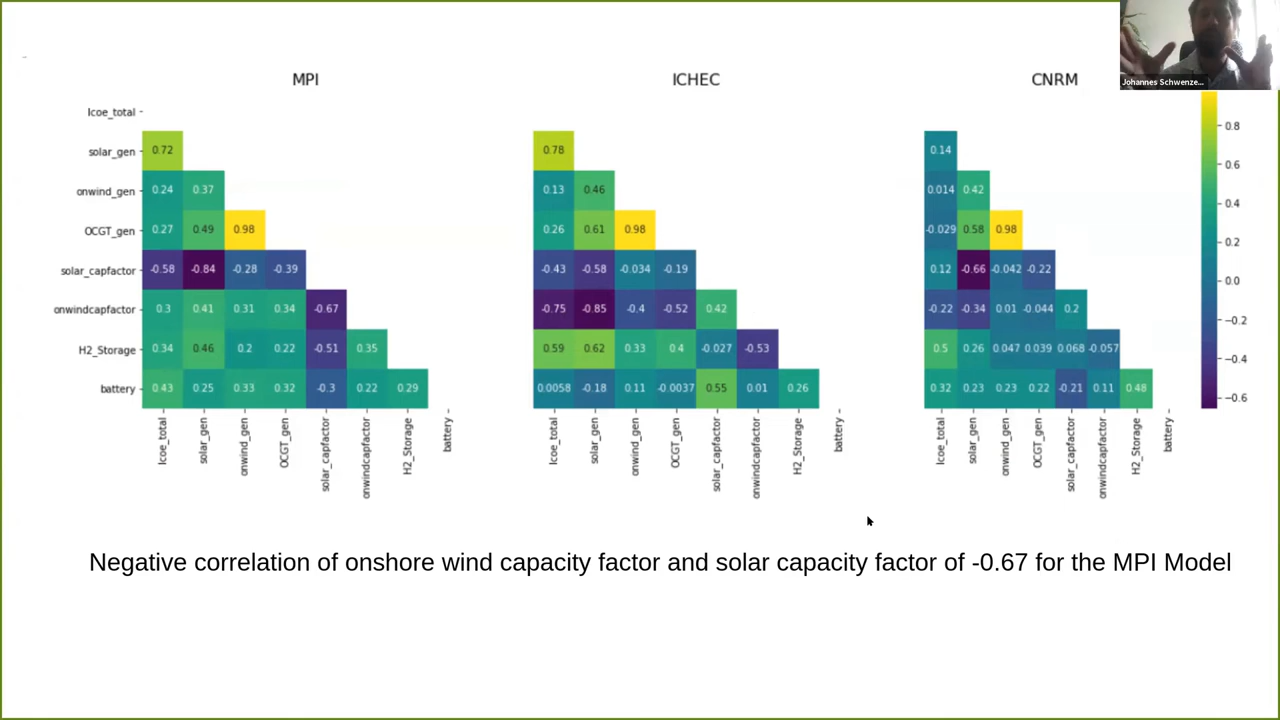 Johannes Schwenze...
MPI
ICHEC
CNRM
lcoe_total
solar_gen
onwind_gen
OCGT_gen
solar_capfactor
onwindcapfactor
H2_Storage
battery
0.72
0.24 0.37
0.27 0.49 0.98
-0.58 -0.84 -0.28 -0.39
0.3 0.41 0.31 0.34 -0.67
0.34 0.46 0.2 0.22 -0.51 0.35
0.43 0.25 0.33 0.32 -0.3 0.22 0.29
lcoe_total
solar_gen
onwind_gen
OCGT_gen
solar_capfactor
onwindcapfactor
H2_Storage
battery
0.78
0.13 0.46
0.26 0.61 0.98
-0.43 -0.58 -0.034 -0.19
-0.75 -0.85 -0.4 -0.52 0.42
0.59 0.62 0.33 0.4 -0.027 -0.53
0.0058 -0.18 0.11 -0.0037 0.55 0.01 0.26
lcoe_total
solar_gen
onwind_gen
OCGT_gen
solar_capfactor
onwindcapfactor
H2_Storage
battery
0.14
0.014 0.42
-0.029 0.58 0.98
0.12 -0.66 -0.042 -0.22
-0.22 -0.34 0.01 -0.044 0.2
0.5 0.26 0.047 0.039 0.068 -0.057
0.32 0.23 0.23 0.22 -0.21 0.11 0.48
lcoe_total
solar_gen
onwind_gen
OCGT_gen
solar_capfactor
onwindcapfactor
H2_Storage
battery
0.8
0.6
0.4
0.2
0.0
−0.2
−0.4
−0.6
Negative correlation of onshore wind capacity factor and solar capacity factor of -0.67 for the MPI Model